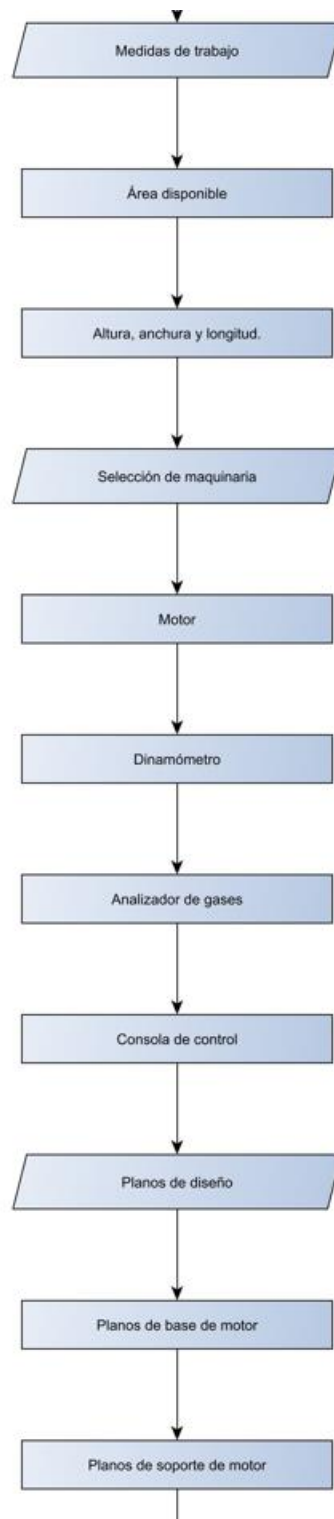 Medidas de trabajo
Área disponible
Altura, anchura y longitud.
Selección de maquinaria
Motor
Dinamómetro
Analizador de gases
Consola de control
Planos de diseño
Planos de base de motor
Planos de soporte de motor